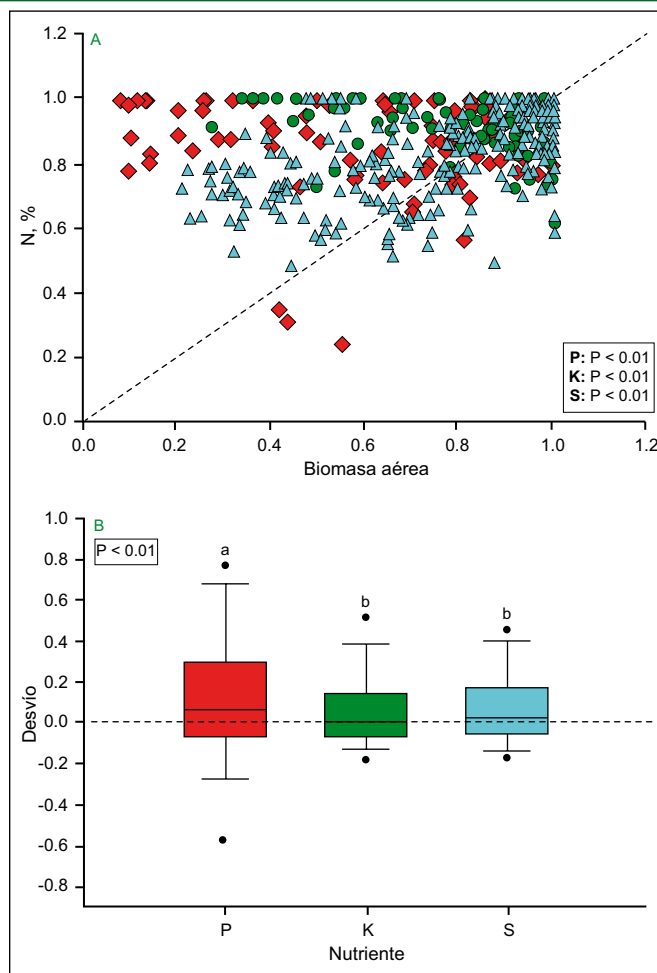 A
1.2
1.0
0.8
0.6
0.4
0.2
0.0
N, %
P: P < 0.01
K: P < 0.01
S: P < 0.01
0.0 0.2 0.4 0.6 0.8 1.0 1.2
Biomasa aérea
B
P < 0.01
1.0
0.8
0.6
0.4
0.2
0.0
-0.2
-0.4
-0.6
-0.8
Desvío
a b b
P K S
Nutriente